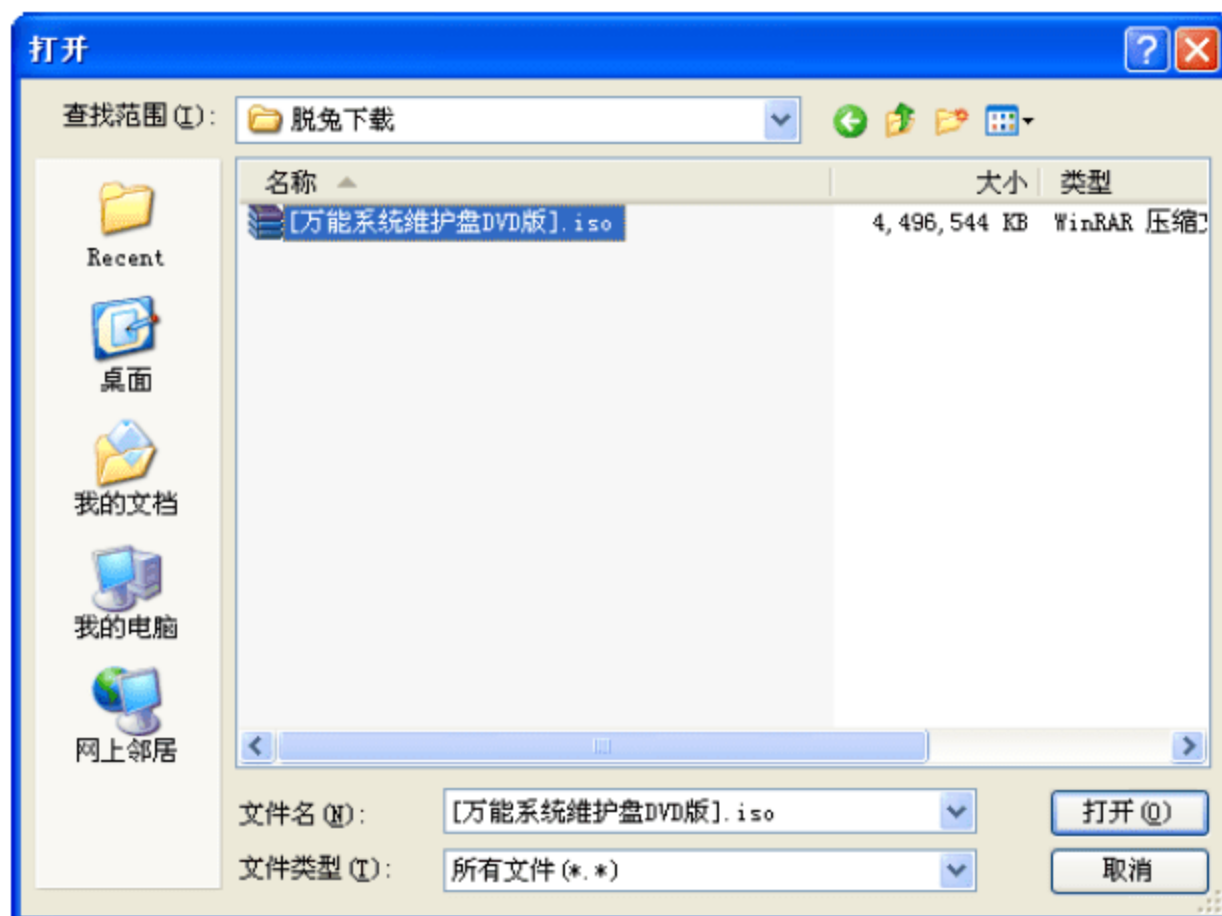 打开
查找范围(I):
脱兔下载
名称 大小 类型
[万能系统维护盘DVD版].iso 4,496,544 KB WinRAR 压缩
Recent
桌面
我的文档
我的电脑
网上邻居
文件名(N): [万能系统维护盘DVD版].iso 打开(O)
文件类型(T): 所有文件(*.*) 取消